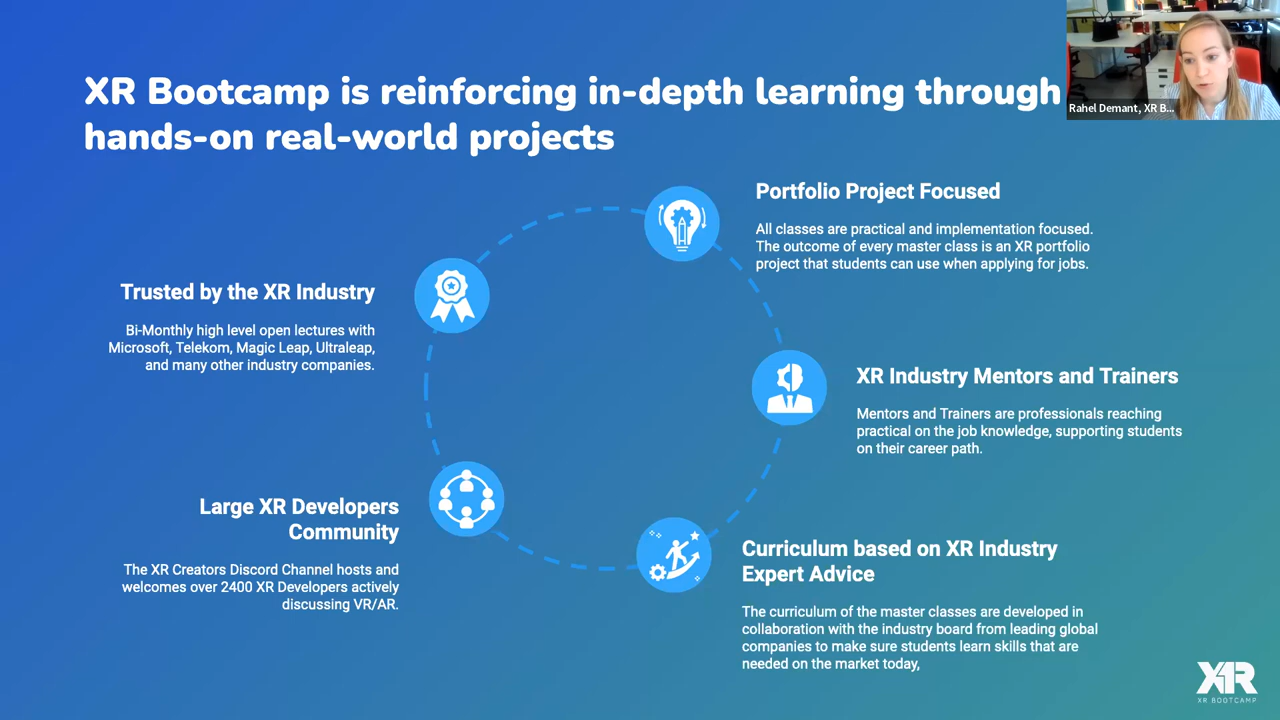 XR Bootcamp is reinforcing in-depth learning through
hands-on real-world projects
Rahel Demant, XR B...
Portfolio Project Focused
All classes are practical and implementation focused.
The outcome of every master class is an XR portfolio
project that students can use when applying for jobs.
Trusted by the XR Industry
Bi-Monthly high level open lectures with
Microsoft, Telekom, Magic Leap, Ultraleap,
and many other industry companies.
XR Industry Mentors and Trainers
Mentors and Trainers are professionals reaching
practical on the job knowledge, supporting students
on their career path.
Large XR Developers
Community
The XR Creators Discord Channel hosts and
welcomes over 2400 XR Developers actively
discussing VR/AR.
Curriculum based on XR Industry
Expert Advice
The curriculum of the master classes are developed in
collaboration with the industry board from leading global
companies to make sure students learn skills that are
needed on the market today,
XR
XR BOOTCAMP